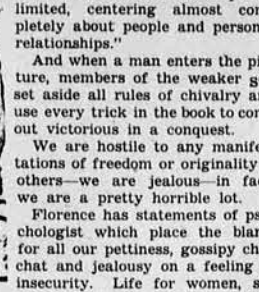 limited, centering almost com
pletely about people and person
relationships."
And when a man enters the pi
ture, members of the weaker s
set aside all rules of chivalry a
use every trick in the book to con
out victorious in a conquest.
We are hostile to any manife
tations of freedom or originality
others—we are jealous—in fa
we are a pretty horrible lot.
Florence has statements of ps
chologist which place the blan
for all our pettiness, gossipy ch
chat and jealousy on a feeling
insecurity. Life for women, s